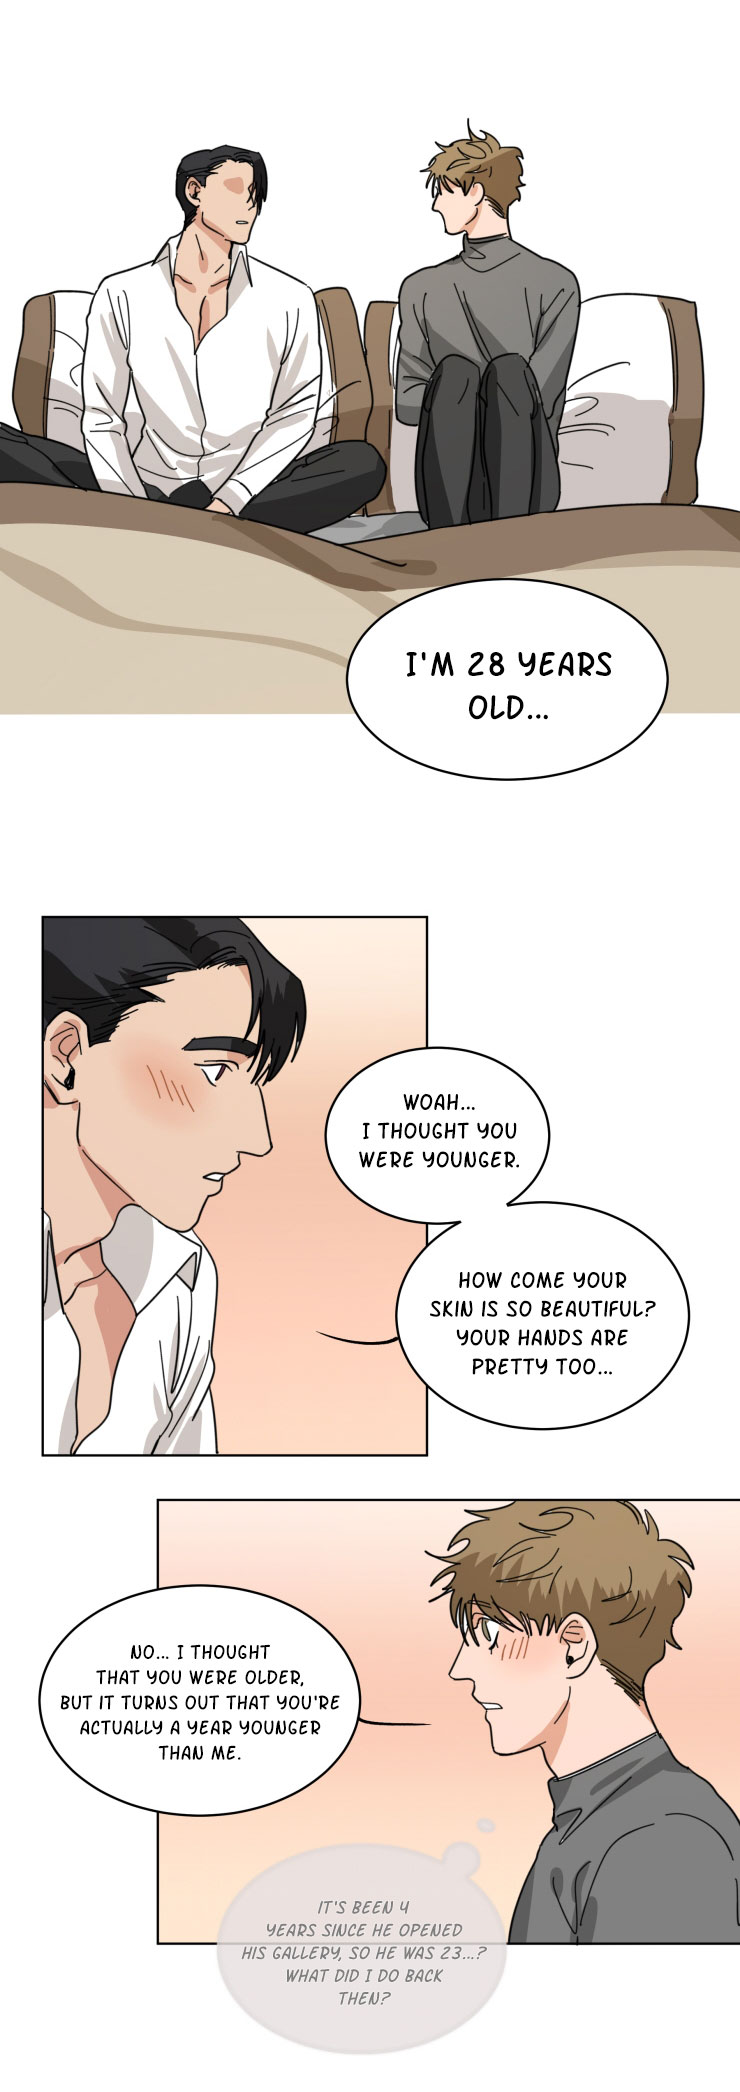 I'M 28 YEARS
OLD...
WOAH...
I THOUGHT YOU
WERE YOUNGER.
HOW COME YOUR
SKIN IS SO BEAUTIFUL?
YOUR HANDS ARE
PRETTY TOO...
NO... I THOUGHT
THAT YOU WERE OLDER,
BUT IT TURNS OUT THAT YOU'RE
ACTUALLY A YEAR YOUNGER
THAN ME.
IT'S BEEN 4
YEARS SINCE HE OPENED
HIS GALLERY, SO HE WAS 23...?
WHAT DID I DO BACK
THEN?